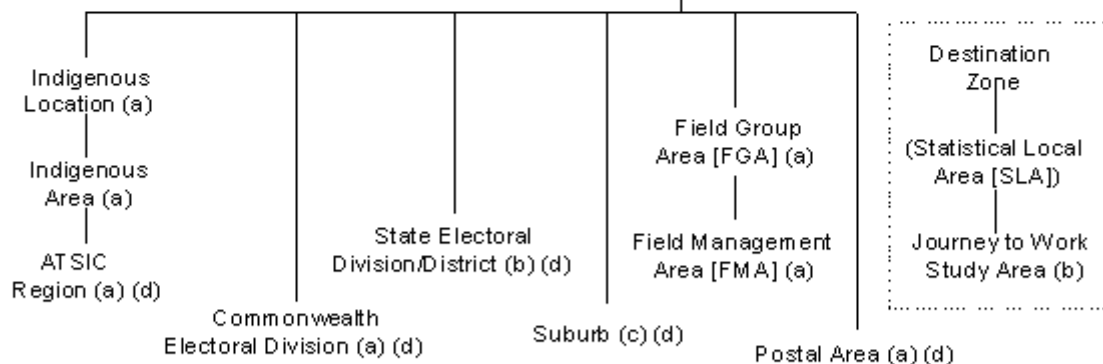 Indigenous
Location (a)
Indigenous
Area (a)
ATSIC
Region (a) (d)
Commonwealth
Electoral Division (a) (d)
State Electoral
Division/District (b) (d)
Suburb (c) (d)
Field Group
Area [FGA] (a)
Field Management
Area [FMA] (a)
Postal Area (a) (d)
Destination
Zone
(Statistical Local
Area [SLA])
Journey to Work
Study Area (b)